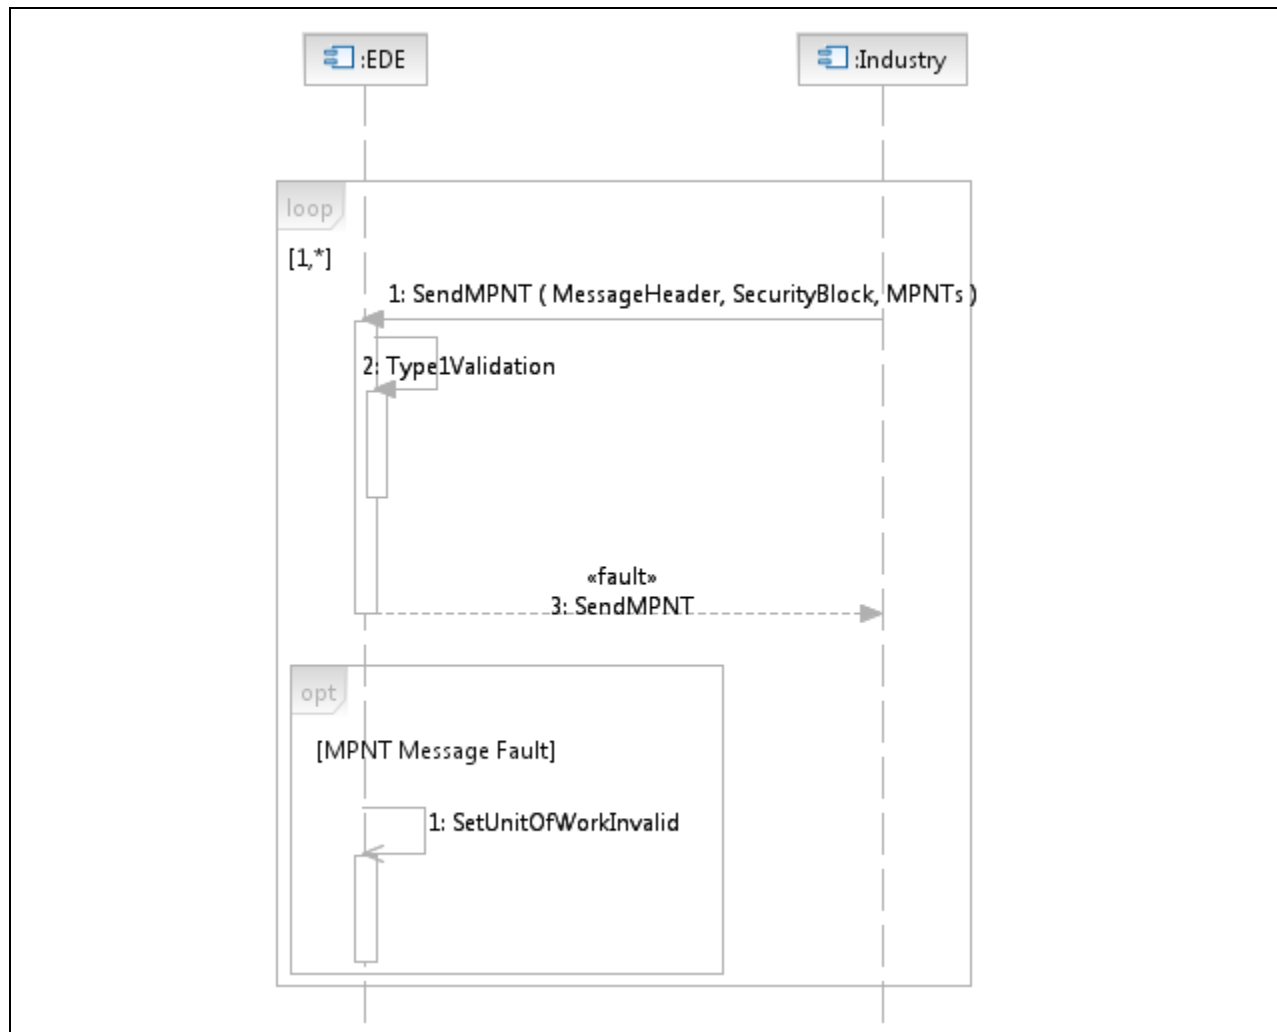 :EDE
:Industry
loop
[1,*]
1: SendMPNT ( MessageHeader, SecurityBlock, MPNTs )
2: Type1Validation
«fault»
3: SendMPNT
opt
[MPNT Message Fault]
1: SetUnitOfWorkInvalid